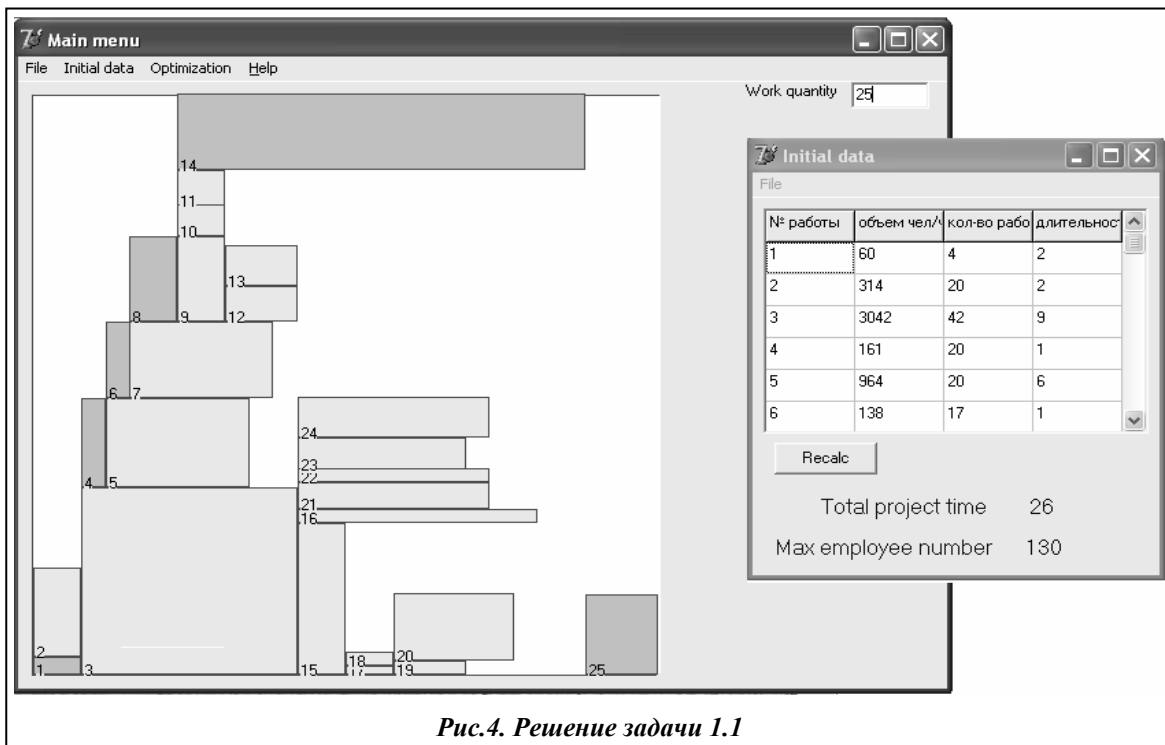 Main menu
File Initial data Optimization Help
Work quantity 25
14
11
10
13
8 9 12
6 7
24
23
22
4 5 21
16
2
18 20
1 3 15 17 19 25
Initial data
File
№ работы объем чел/ч кол-во рабо длительност
1 60 4 2
2 314 20 2
3 3042 42 9
4 161 20 1
5 964 20 6
6 138 17 1
Recalc
Total project time 26
Max employee number 130
Рис.4. Решение задачи 1.1